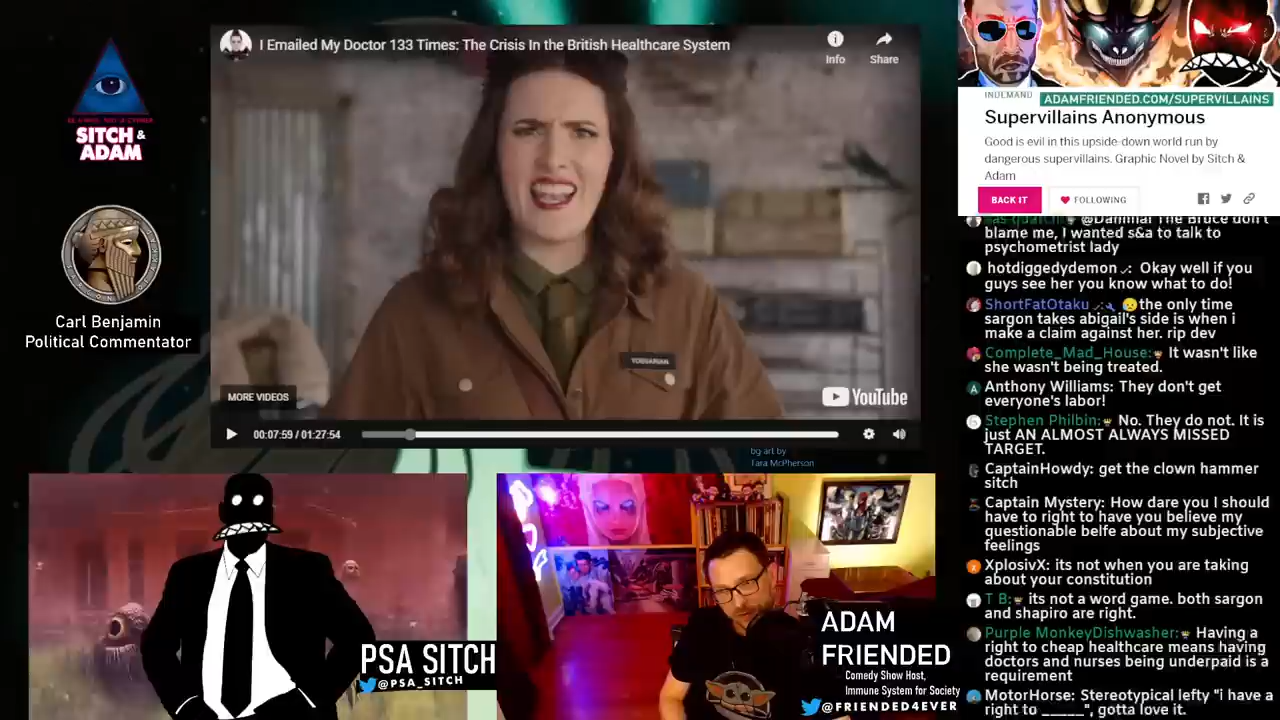 I Emailed My Doctor 133 Times: The Crisis In the British Healthcare System
Info
Share
MORE VIDEOS
YouTube
00:07:59 / 01:27:54
bg art by
Tara McPherson
SITCH &
ADAM
Carl Benjamin
Political Commentator
PSA SITCH
@PSA_SITCH
ADAM
FRIENDED
Comedy Show Host,
Immune System for Society
@FRIENDED4EVER
INDEMAND
ADAMFRIENDED.COM/SUPERVILLAINS
Supervillains Anonymous
Good is evil in this upside-down world run by
dangerous supervillains. Graphic Novel by Sitch &
Adam
BACK IT
FOLLOWING
The Bruce don't
blame me, I wanted s&a to talk to
psychometrist lady
hotdiggedydemon: Okay well if you
guys see her you know what to do!
ShortFatOtaku the only time
sargon takes abigail's side is when i
make a claim against her. rip dev
Complete_Mad_House: It wasn't like
she wasn't being treated.
Anthony Williams: They don't get
everyone's labor!
Stephen Philbin: No. They do not. It is
just AN ALMOST ALWAYS MISSED
TARGET.
CaptainHowdy: get the clown hammer
sitch
Captain Mystery: How dare you I should
have to right to have you believe my
questionable belfe about my subjective
feelings
XplosivX: its not when you are taking
about your constitution
T B: its not a word game. both sargon
and shapiro are right.
Purple MonkeyDishwasher: Having a
right to cheap healthcare means having
doctors and nurses being underpaid is a
requirement
MotorHorse: Stereotypical lefty "i have a
right to _____", gotta love it.